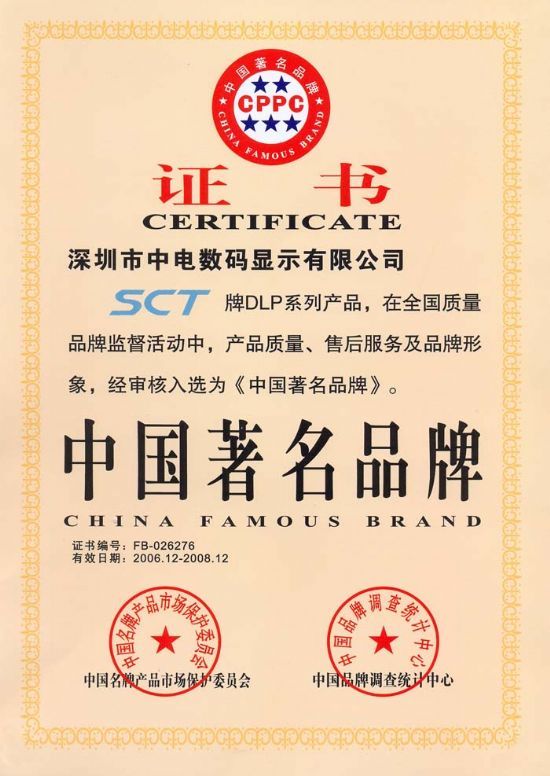 中国著名品牌
CPPC
CHINA FAMOUS BRAND
证书
CERTIFICATE
深圳市中电数码显示有限公司
SCT 牌DLP系列产品，在全国质量
品牌监督活动中，产品质量、售后服务及品牌形
象，经审核入选为《中国著名品牌》。
中国著名品牌
CHINA FAMOUS BRAND
证书编号：FB-026276
有效日期：2006.12-2008.12
中国名牌产品市场保护委员会
中国品牌调查统计中心
中国名牌产品市场保护委员会
中国品牌调查统计中心